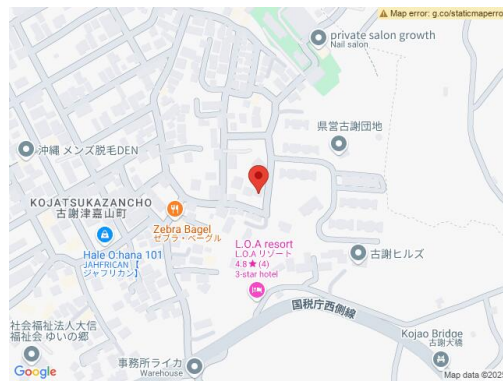 Map error: g.co/staticmaperro
private salon growth
Nail salon
県営古謝団地
沖縄 メンズ脱毛DEN
KOJATSUKAZANCHO
古謝津嘉山町
Zebra Bagel
ゼブラ・ベーグル
Hale O:hana 101
JAHFRICAN【
ジャフリカン】
L.O.A resort
L.O.A リゾート
4.8★ (4)
3-star hotel
古謝ヒルズ
国税庁西側線
Kojao Bridge
古謝大橋
社会福祉法人大信
福祉会 ゆいの郷
事務所ライカ
Warehouse
Google
Map data ©2025